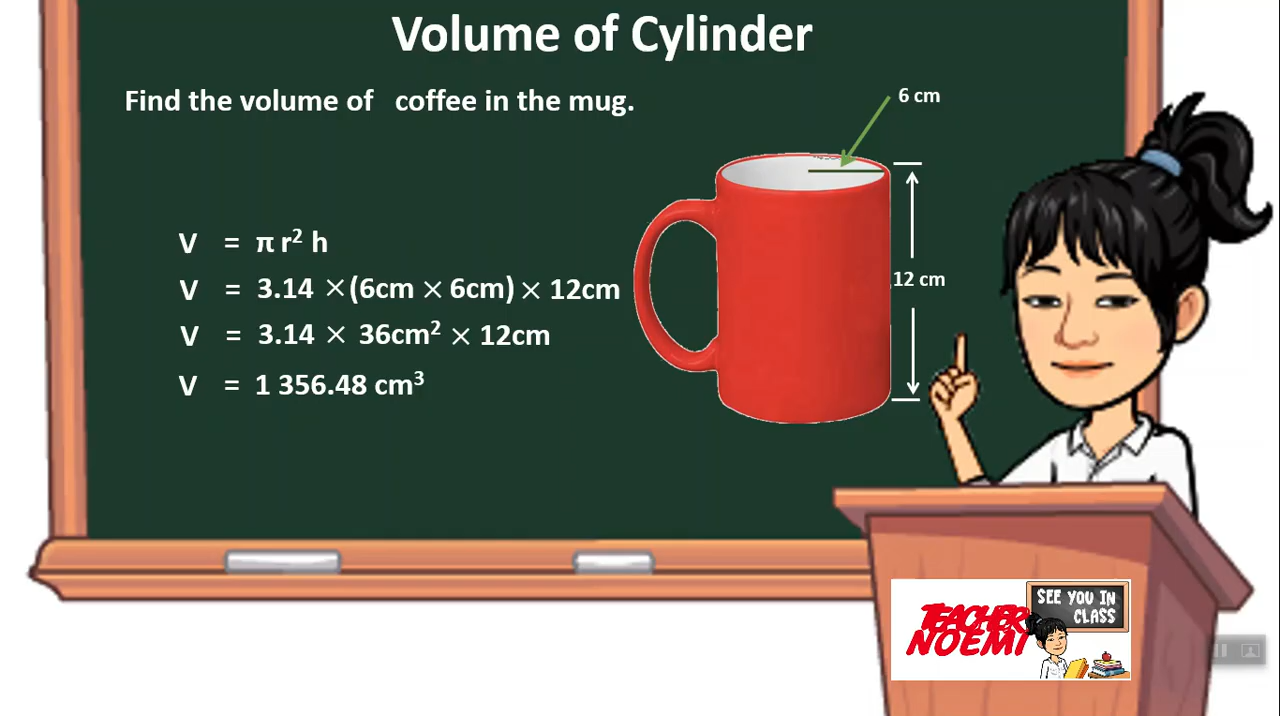 Volume of Cylinder
Find the volume of coffee in the mug.
6 cm
V = π r² h
V = 3.14 ×(6cm × 6cm) × 12cm
12 cm
V = 3.14 × 36cm² × 12cm
V = 1 356.48 cm³
SEE YOU IN
CLASS
TEACHER
NOEMI